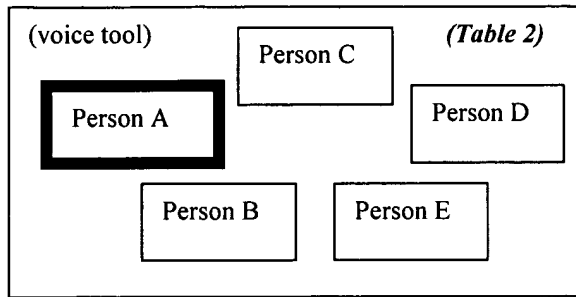 (voice tool)
(Table 2)
Person C
Person A
Person D
Person B
Person E